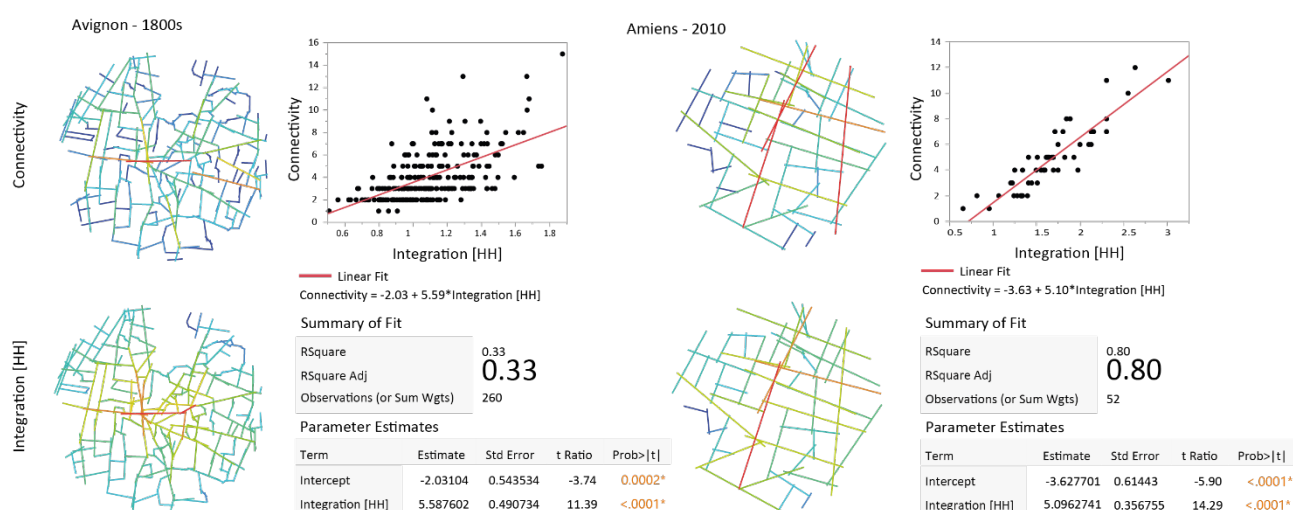 Avignon - 1800s
Connectivity
Connectivity
16
14
12
10
8
6
4
2
0
0.6 0.8 1.0 1.2 1.4 1.6 1.8
Integration [HH]
Linear Fit
Connectivity = -2.03 + 5.59*Integration [HH]
Integration [HH]
Summary of Fit
RSquare 0.33
RSquare Adj 0.33
Observations (or Sum Wgts) 260
Parameter Estimates
Term Estimate Std Error t Ratio Prob>|t|
Intercept -2.03104 0.543534 -3.74 0.0002*
Integration [HH] 5.587602 0.490734 11.39 <.0001*
Amiens - 2010
Connectivity
14
12
10
8
6
4
2
0
0.5 1 1.5 2 2.5 3
Integration [HH]
Linear Fit
Connectivity = -3.63 + 5.10*Integration [HH]
Summary of Fit
RSquare 0.80
RSquare Adj 0.80
Observations (or Sum Wgts) 52
Parameter Estimates
Term Estimate Std Error t Ratio Prob>|t|
Intercept -3.627701 0.61443 -5.90 <.0001*
Integration [HH] 5.0962741 0.356755 14.29 <.0001*